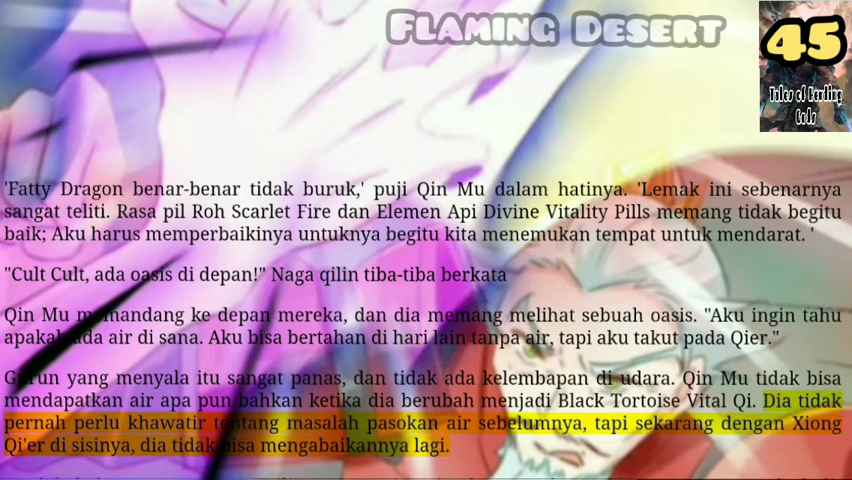 FLAMING DESERT
45
Tales of Herding
Gods
'Fatty Dragon benar-benar tidak buruk,' puji Qin Mu dalam hatinya. 'Lemak ini sebenarnya
sangat teliti. Rasa pil Roh Scarlet Fire dan Elemen Api Divine Vitality Pills memang tidak begitu
baik; Aku harus memperbaikinya untuknya begitu kita menemukan tempat untuk mendarat. '
"Cult Cult, ada oasis di depan!" Naga qilin tiba-tiba berkata
Qin Mu memandang ke depan mereka, dan dia memang melihat sebuah oasis. "Aku ingin tahu
apakah ada air di sana. Aku bisa bertahan di hari lain tanpa air, tapi aku takut pada Qier."
Gurun yang menyala itu sangat panas, dan tidak ada kelembapan di udara. Qin Mu tidak bisa
mendapatkan air apa pun bahkan ketika dia berubah menjadi Black Tortoise Vital Qi. Dia tidak
pernah perlu khawatir tentang masalah pasokan air sebelumnya, tapi sekarang dengan Xiong
Qi'er di sisinya, dia tidak bisa mengabaikannya lagi.